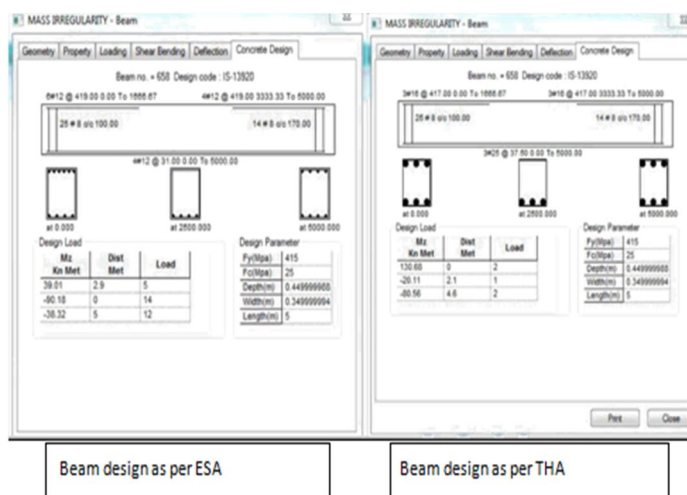 MASS IRREGULARITY - Beam
Geometry Property Loading Shear Bending Deflection Concrete Design
Beam no. = 658 Design code : IS-13920
6#12 @ 419.00 0.00 To 1666.67 4#12 @ 419.00 3333.33 To 5000.00
26 # 8 c/c 100.00 14 # 8 c/c 170.00
4#12 @ 31.00 0.00 To 5000.00
at 0.000 at 2500.000 at 5000.000
Design Load
Mz Dist Load
Kn Met Met
39.01 2.9 5
-90.18 0 14
-38.32 5 12
Design Parameter
Fy(Mpa) 415
Fc(Mpa) 25
Depth(m) 0.449999988
Width(m) 0.349999994
Length(m) 5
Beam design as per ESA
MASS IRREGULARITY - Beam
Geometry Property Loading Shear Bending Deflection Concrete Design
Beam no. = 658 Design code : IS-13920
3#16 @ 417.00 0.00 To 1666.67 3#16 @ 417.00 3333.33 To 5000.00
26 # 8 c/c 100.00 14 # 8 c/c 170.00
3#25 @ 37.50 0.00 To 5000.00
at 0.000 at 2500.000 at 5000.000
Design Load
Mz Dist Load
Kn Met Met
130.68 0 2
-20.11 2.1 1
-80.56 4.6 2
Design Parameter
Fy(Mpa) 415
Fc(Mpa) 25
Depth(m) 0.449999988
Width(m) 0.349999994
Length(m) 5
Print Close
Beam design as per THA